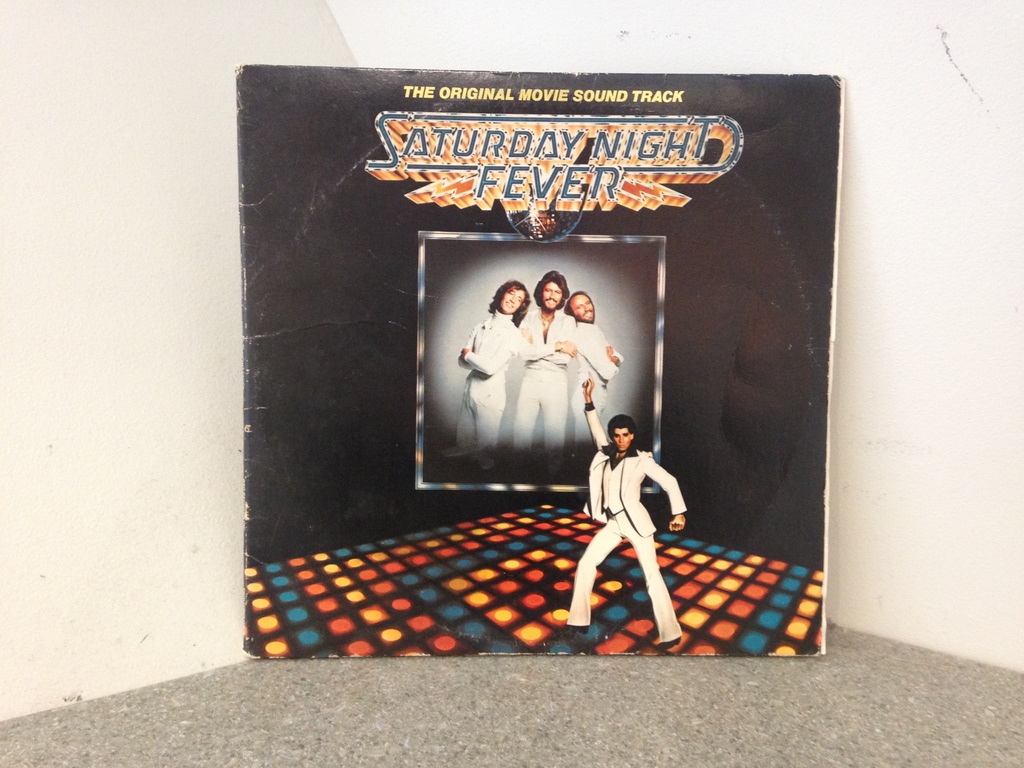 THE ORIGINAL MOVIE SOUND TRACK
SATURDAY NIGHT
FEVER